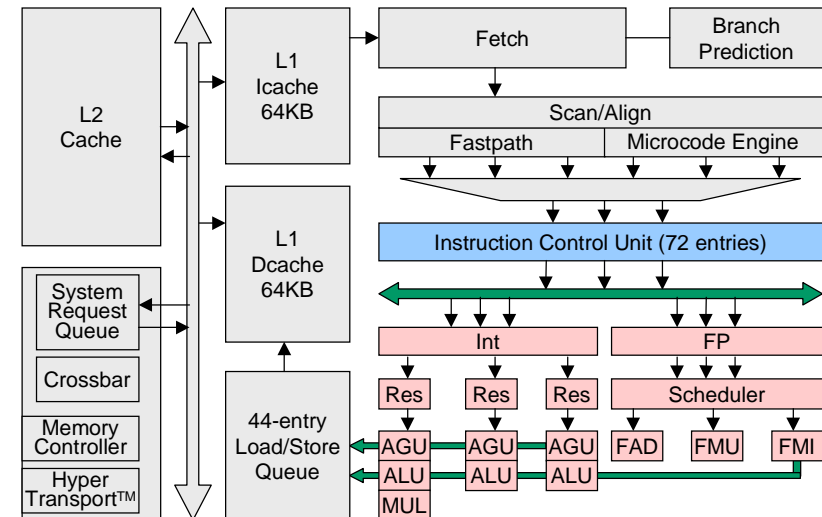 L2
Cache
System
Request
Queue
Crossbar
Memory
Controller
Hyper
Transport™
L1
Icache
64KB
L1
Dcache
64KB
44-entry
Load/Store
Queue
Fetch
Branch
Prediction
Scan/Align
Fastpath
Microcode Engine
Instruction Control Unit (72 entries)
Int
FP
Res
Res
Res
Scheduler
AGU
AGU
AGU
FAD
FMU
FMI
ALU
ALU
ALU
MUL